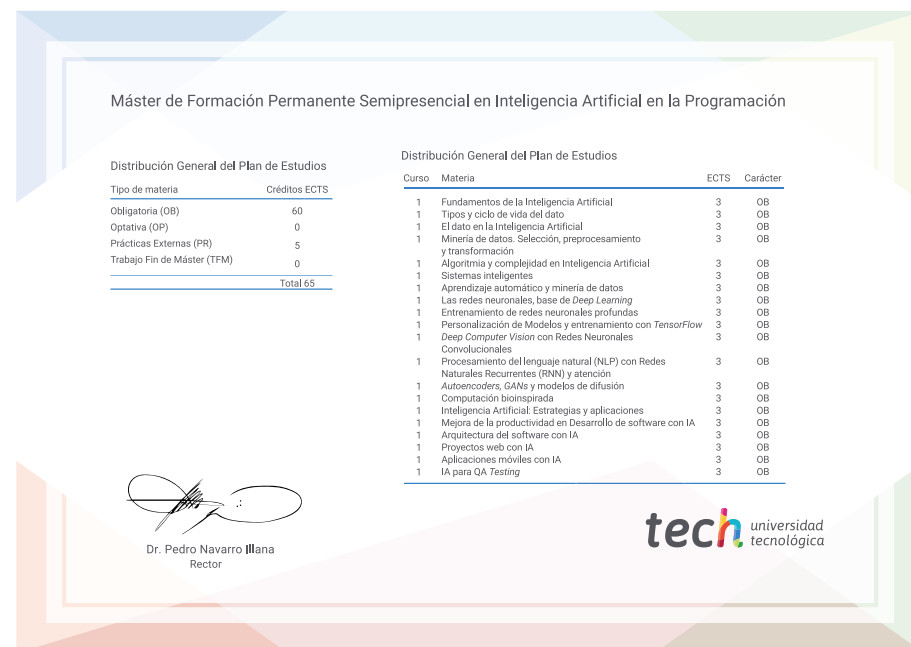 Máster de Formación Permanente Semipresencial en Inteligencia Artificial en la Programación
Distribución General del Plan de Estudios
Tipo de materia Créditos ECTS
Obligatoria (OB) 60
Optativa (OP) 0
Prácticas Externas (PR) 5
Trabajo Fin de Máster (TFM) 0
Total 65
Distribución General del Plan de Estudios
Curso Materia ECTS Carácter
1 Fundamentos de la Inteligencia Artificial 3 OB
1 Tipos y ciclo de vida del dato 3 OB
1 El dato en la Inteligencia Artificial 3 OB
1 Minería de datos. Selección, preprocesamiento 3 OB
y transformación
1 Algoritmia y complejidad en Inteligencia Artificial 3 OB
1 Sistemas inteligentes 3 OB
1 Aprendizaje automático y minería de datos 3 OB
1 Las redes neuronales, base de Deep Learning 3 OB
1 Entrenamiento de redes neuronales profundas 3 OB
1 Personalización de Modelos y entrenamiento con TensorFlow 3 OB
1 Deep Computer Vision con Redes Neuronales 3 OB
Convolucionales
1 Procesamiento del lenguaje natural (NLP) con Redes 3 OB
Naturales Recurrentes (RNN) y atención
1 Autoencoders, GANs y modelos de difusión 3 OB
1 Computación bioinspirada 3 OB
1 Inteligencia Artificial: Estrategias y aplicaciones 3 OB
1 Mejora de la productividad en Desarrollo de software con IA 3 OB
1 Arquitectura del software con IA 3 OB
1 Proyectos web con IA 3 OB
1 Aplicaciones móviles con IA 3 OB
1 IA para QA Testing 3 OB
Dr. Pedro Navarro Illana
Rector
tech universidad
tecnológica